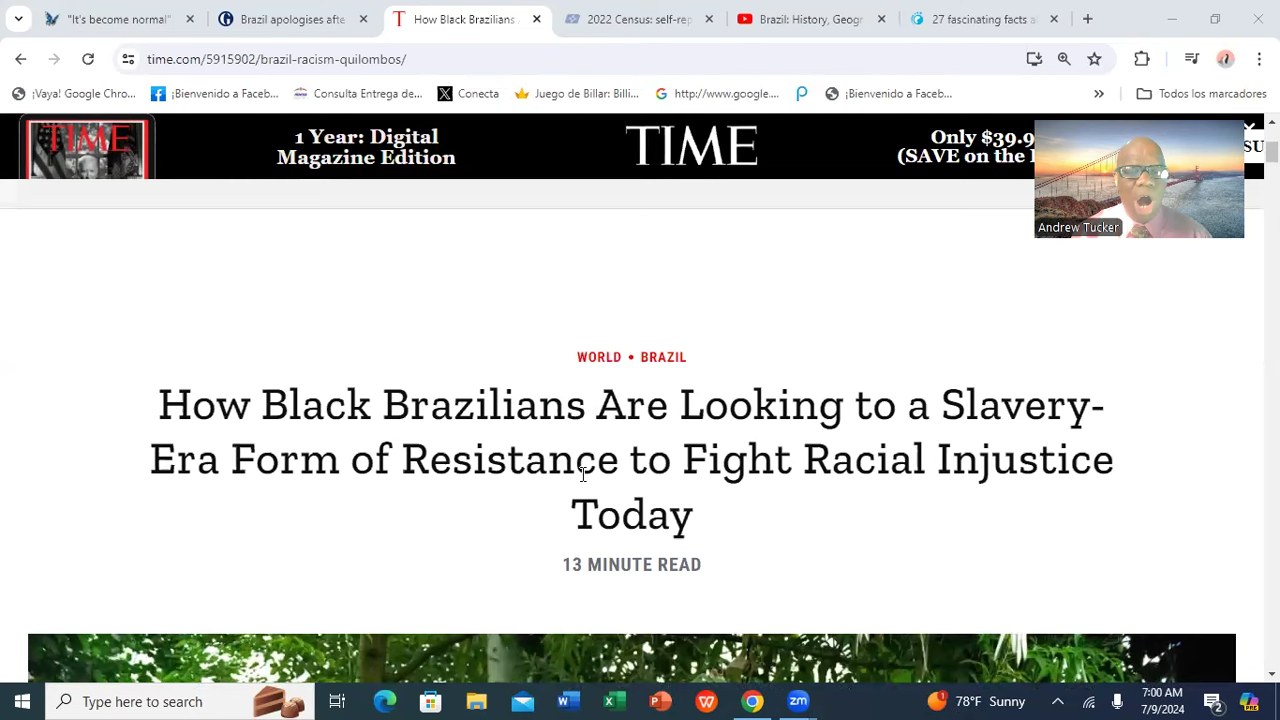 "It's become normal"
Brazil apologises afte
How Black Brazilians
2022 Census: self-rep
Brazil: History, Geogr
27 fascinating facts a
time.com/5915902/brazil-racism-quilombos/
¡Vaya! Google Chro...
¡Bienvenido a Faceb...
Consulta Entrega de...
Conecta
Juego de Billar: Billi...
http://www.google....
¡Bienvenido a Faceb...
»
Todos los marcadores
TIME
1 Year: Digital
Magazine Edition
TIME
Only $39.9
(SAVE on the
SU
Andrew Tucker
WORLD • BRAZIL
How Black Brazilians Are Looking to a Slavery-
Era Form of Resistance to Fight Racial Injustice
Today
13 MINUTE READ
Type here to search
78°F Sunny
7:00 AM
7/9/2024